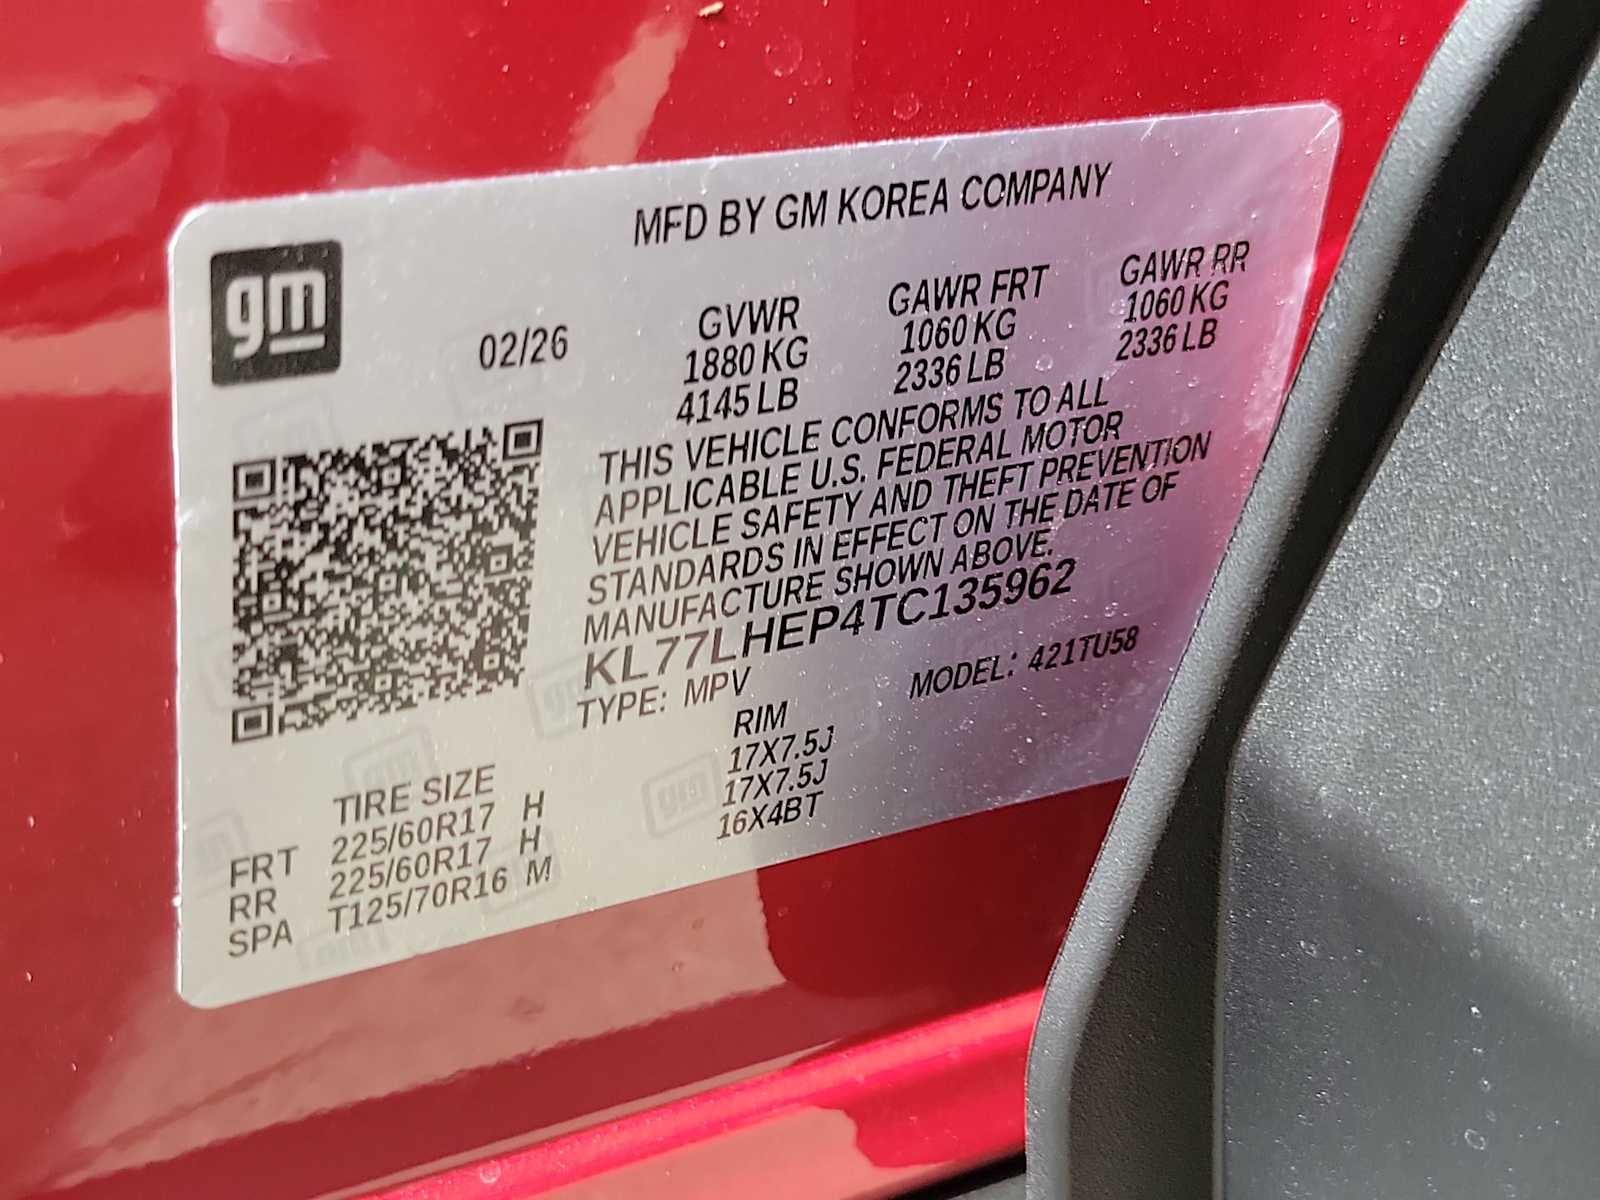 gm
MFD BY GM KOREA COMPANY
02/26
GVWR GAWR FRT GAWR RR
1880 KG 1060 KG 1060 KG
4145 LB 2336 LB 2336 LB
THIS VEHICLE CONFORMS TO ALL
APPLICABLE U.S. FEDERAL MOTOR
VEHICLE SAFETY AND THEFT PREVENTION
STANDARDS IN EFFECT ON THE DATE OF
MANUFACTURE SHOWN ABOVE.
KL77LHEP4TC135962
TYPE: MPV MODEL: 421TU58
TIRE SIZE RIM
FRT 225/60R17 H 17X7.5J
RR 225/60R17 H 17X7.5J
SPA T125/70R16 M 16X4BT